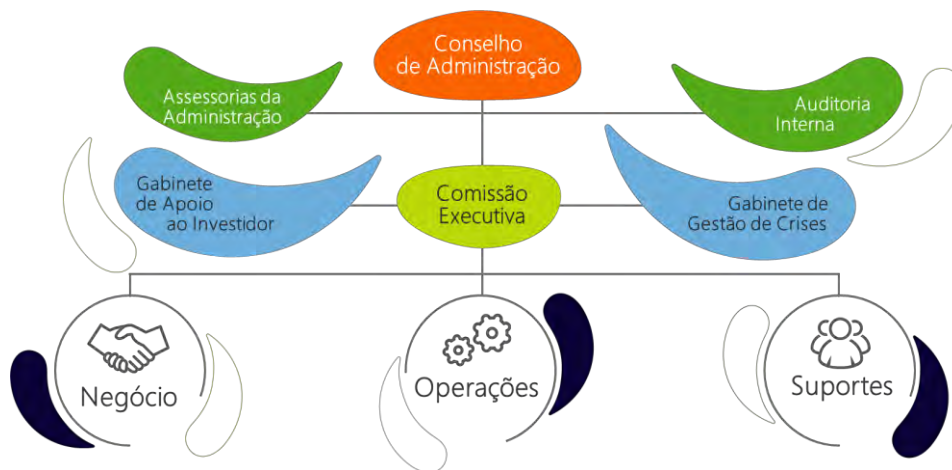 Conselho
de Administração
Assessorias da
Administração
Auditoria
Interna
Gabinete
de Apoio
ao Investidor
Comissão
Executiva
Gabinete de
Gestão de Crises
Negócio
Operações
Suportes